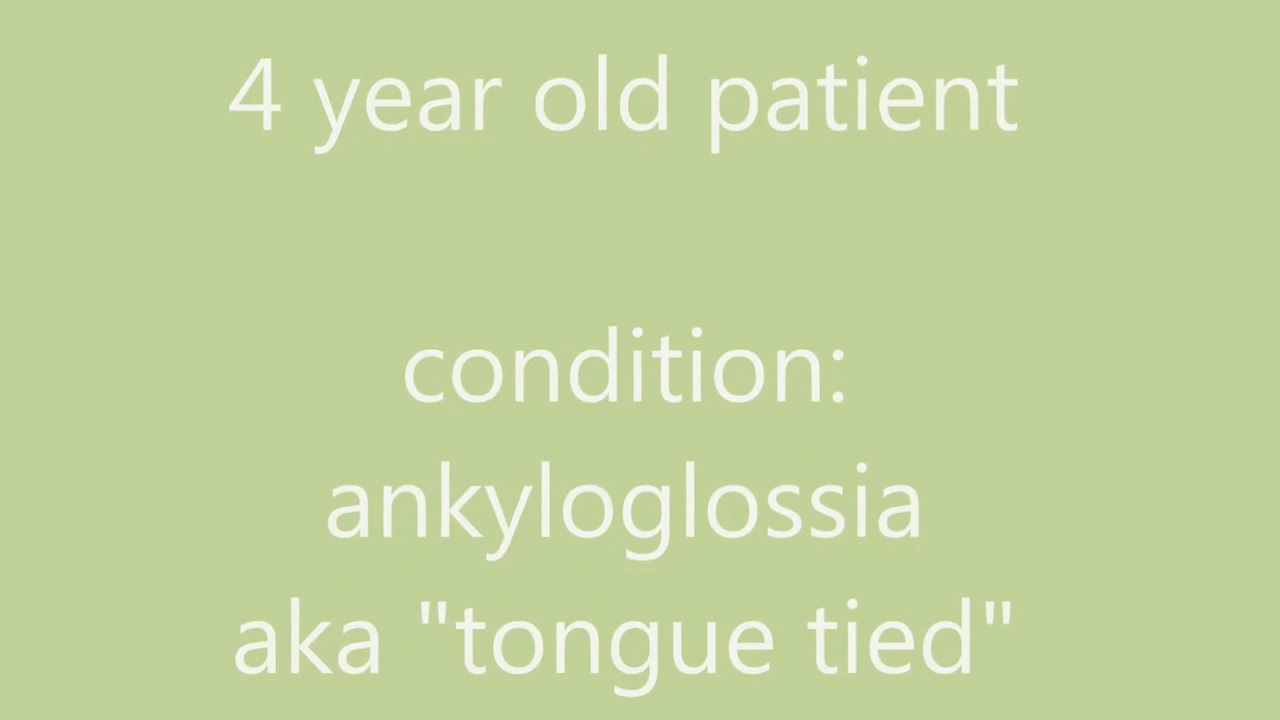 4 year old patient
condition:
ankyloglossia
aka "tongue tied"